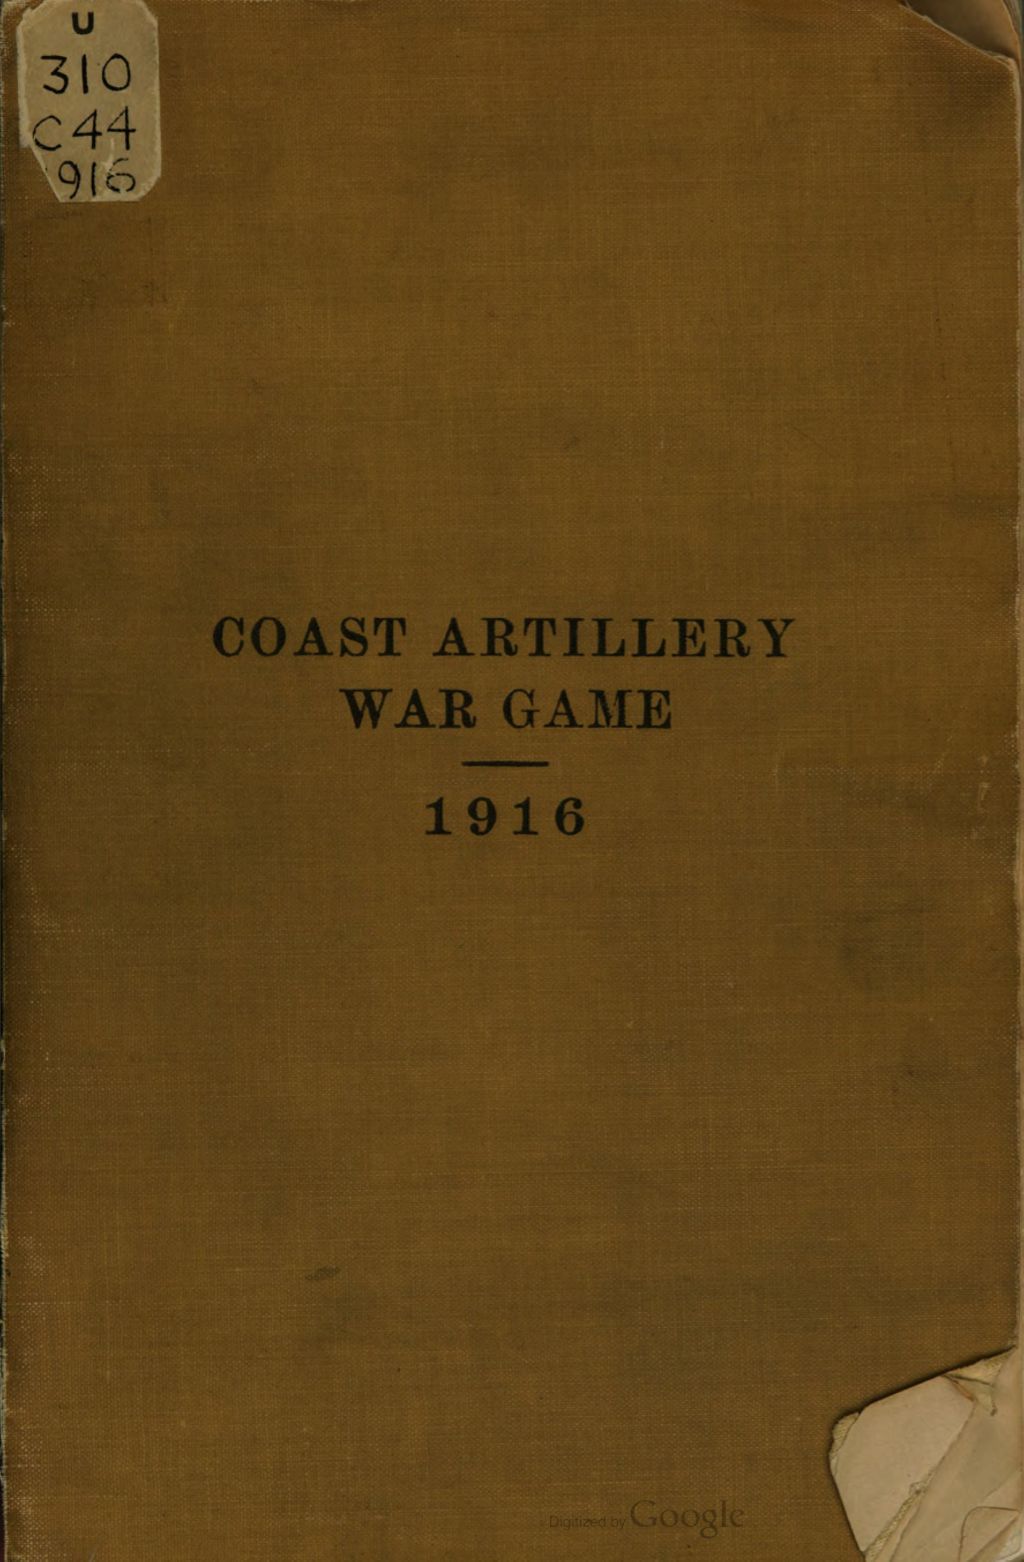 U
310
C44
916
COAST ARTILLERY
WAR GAME
1916
Digitized by Google